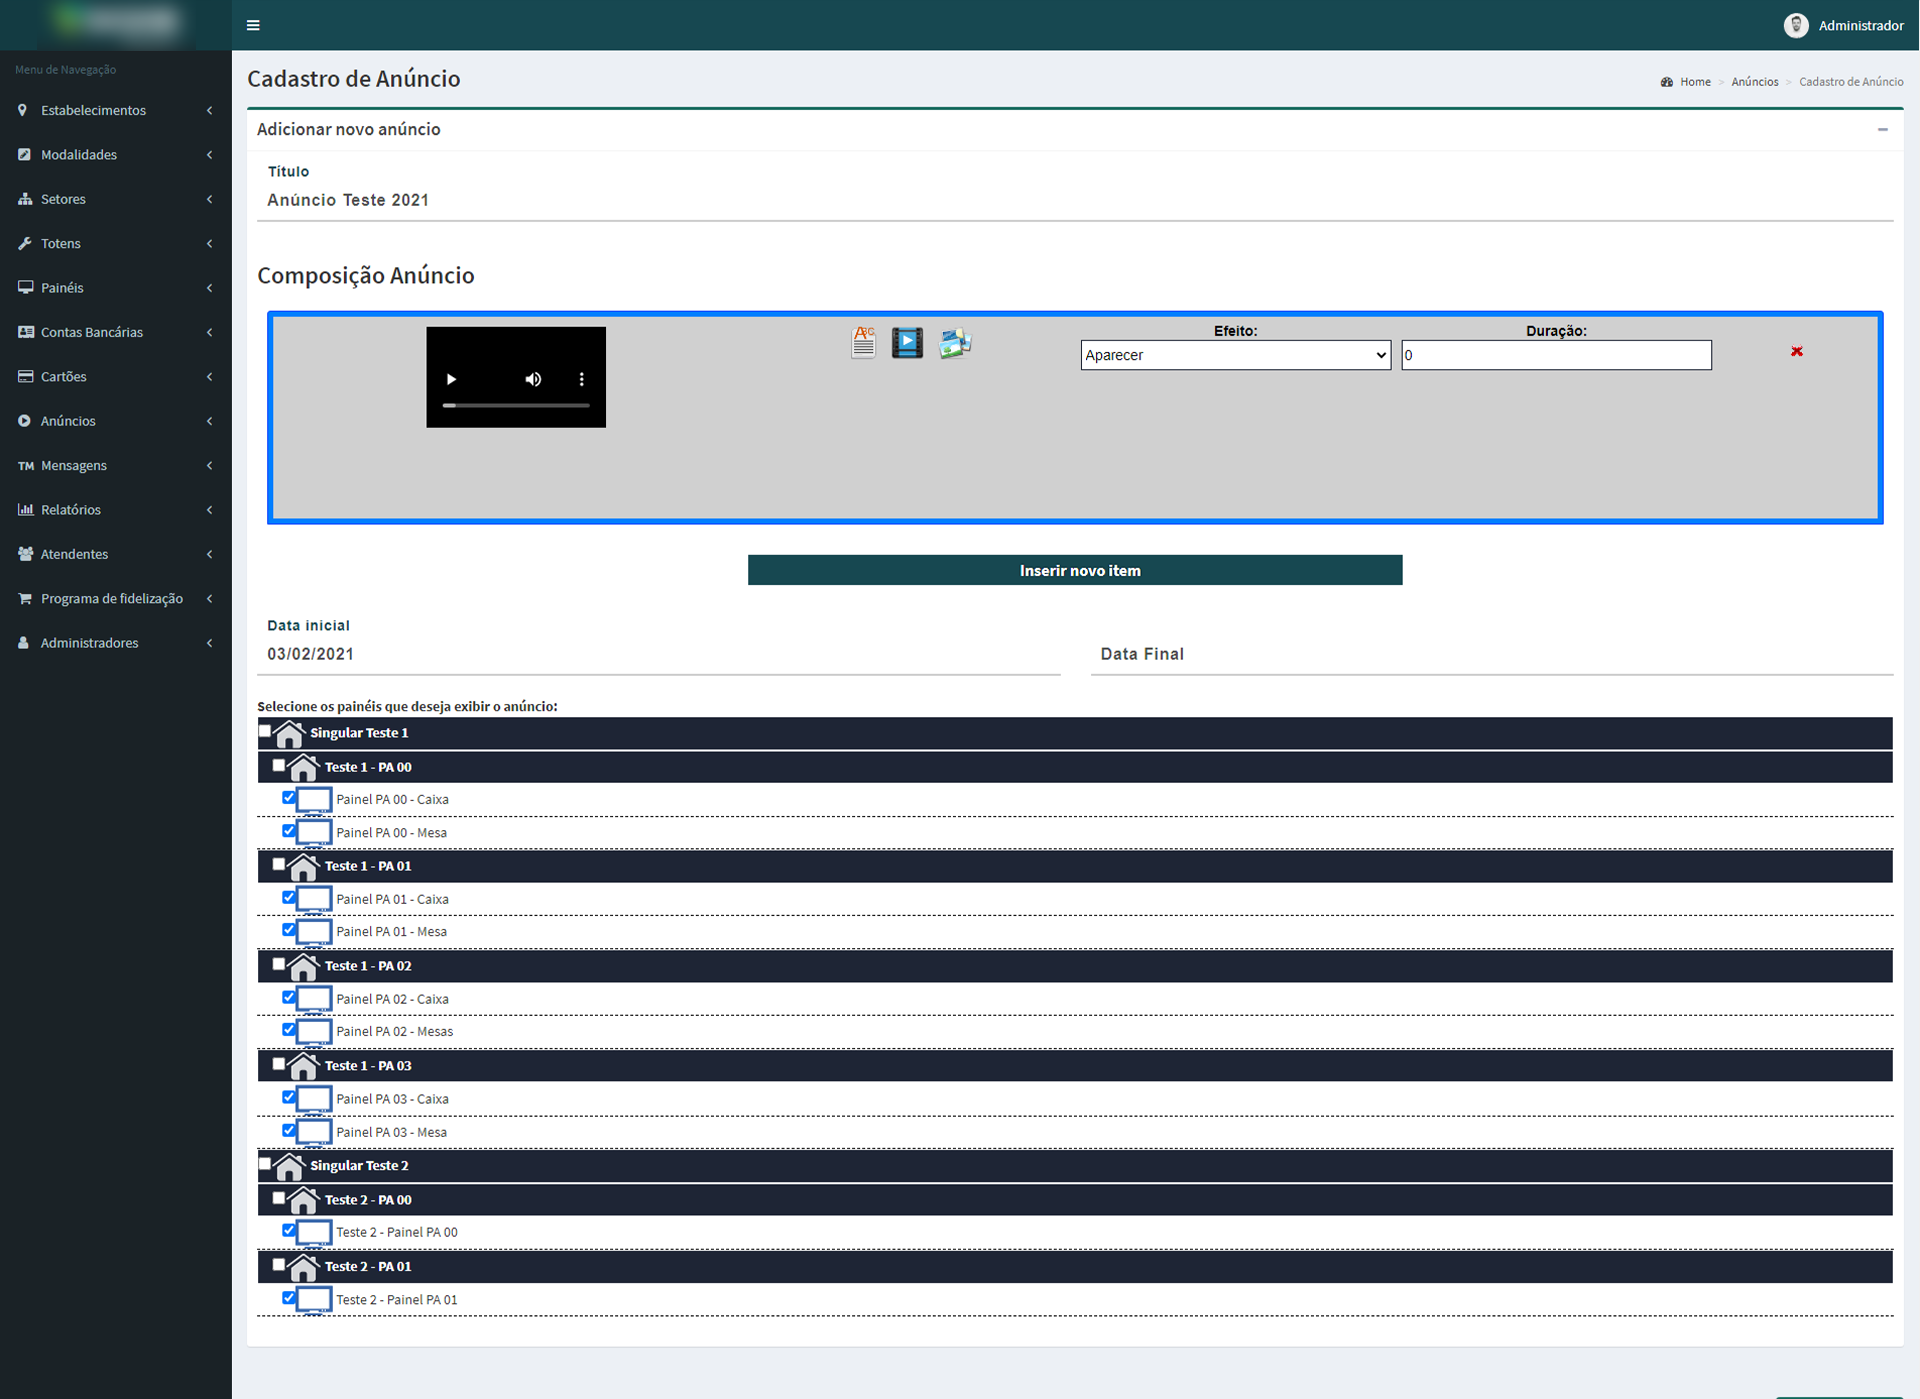 Administrador
Menu de Navegação
Estabelecimentos
Modalidades
Setores
Totens
Painéis
Contas Bancárias
Cartões
Anúncios
TM Mensagens
Relatórios
Atendentes
Programa de fidelização
Administradores
Cadastro de Anúncio
Home > Anúncios > Cadastro de Anúncio
Adicionar novo anúncio
Título
Anúncio Teste 2021
Composição Anúncio
ABC
Efeito:
Aparecer
Duração:
0
Inserir novo item
Data inicial
03/02/2021
Data Final
Selecione os painéis que deseja exibir o anúncio:
Singular Teste 1
Teste 1 - PA 00
Painel PA 00 - Caixa
Painel PA 00 - Mesa
Teste 1 - PA 01
Painel PA 01 - Caixa
Painel PA 01 - Mesa
Teste 1 - PA 02
Painel PA 02 - Caixa
Painel PA 02 - Mesas
Teste 1 - PA 03
Painel PA 03 - Caixa
Painel PA 03 - Mesa
Singular Teste 2
Teste 2 - PA 00
Teste 2 - Painel PA 00
Teste 2 - PA 01
Teste 2 - Painel PA 01